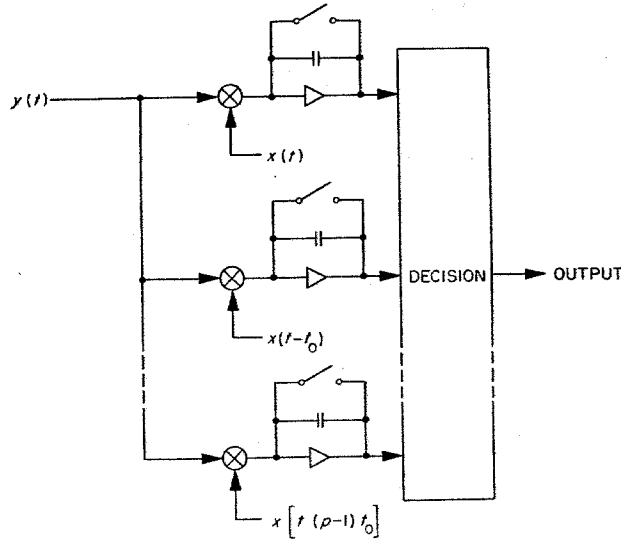 y(t)
x(t)
x(t-t₀)
DECISION
OUTPUT
x[t (p-1) t₀]